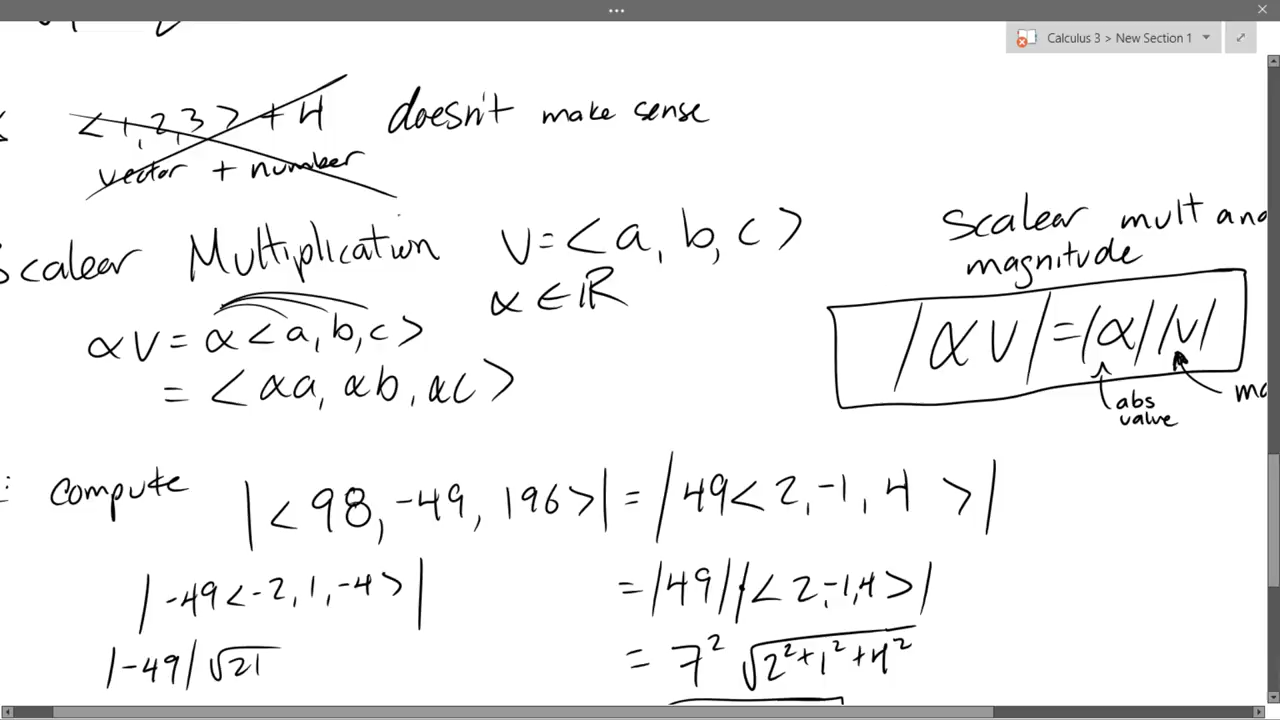 Calculus 3 > New Section 1
<1,2,3> + 4 doesn't make sense
vector + number
Scalear Multiplication V = <a, b, c>
α ∈ ℝ
αV = α<a, b, c>
= <αa, αb, αc>
Scalear mult and
magnitude
|αV| = |α||V|
abs
value
: compute |<98, -49, 196>| = |49<2, -1, 4>|
|-49<-2, 1, -4>|
= |49||<2, -1, 4>|
|-49|√21
= 7² √2²+1²+4²